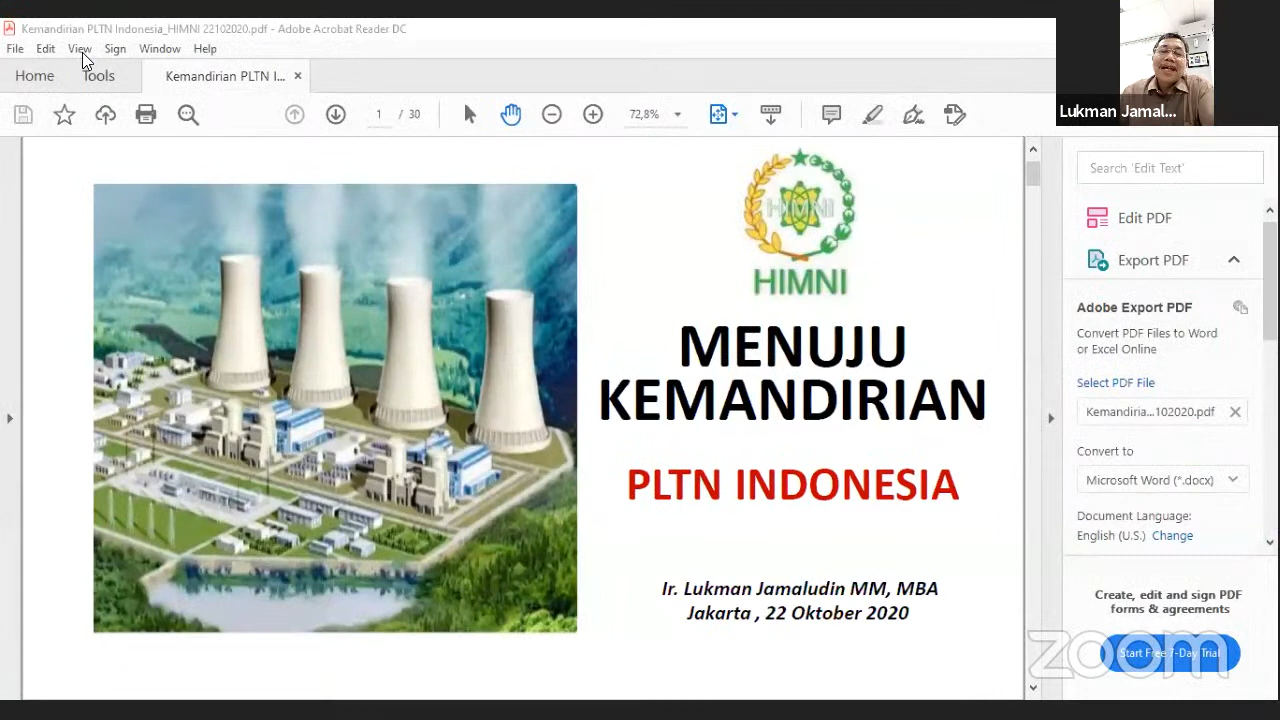 Kemandirian PLTN Indonesia_HIMNI 22102020.pdf - Adobe Acrobat Reader DC
File Edit View Sign Window Help
Home Tools Kemandirian PLTN I... ×
1 / 30 72,8%
Lukman Jamal...
HIMNI
HIMNI
MENUJU
KEMANDIRIAN
PLTN INDONESIA
Ir. Lukman Jamaludin MM, MBA
Jakarta , 22 Oktober 2020
Search 'Edit Text'
Edit PDF
Export PDF
Adobe Export PDF
Convert PDF Files to Word
or Excel Online
Select PDF File
Kemandiria...102020.pdf
Convert to
Microsoft Word (*.docx)
Document Language:
English (U.S.) Change
Create, edit and sign PDF
forms & agreements
Start Free 7-Day Trial
zoom